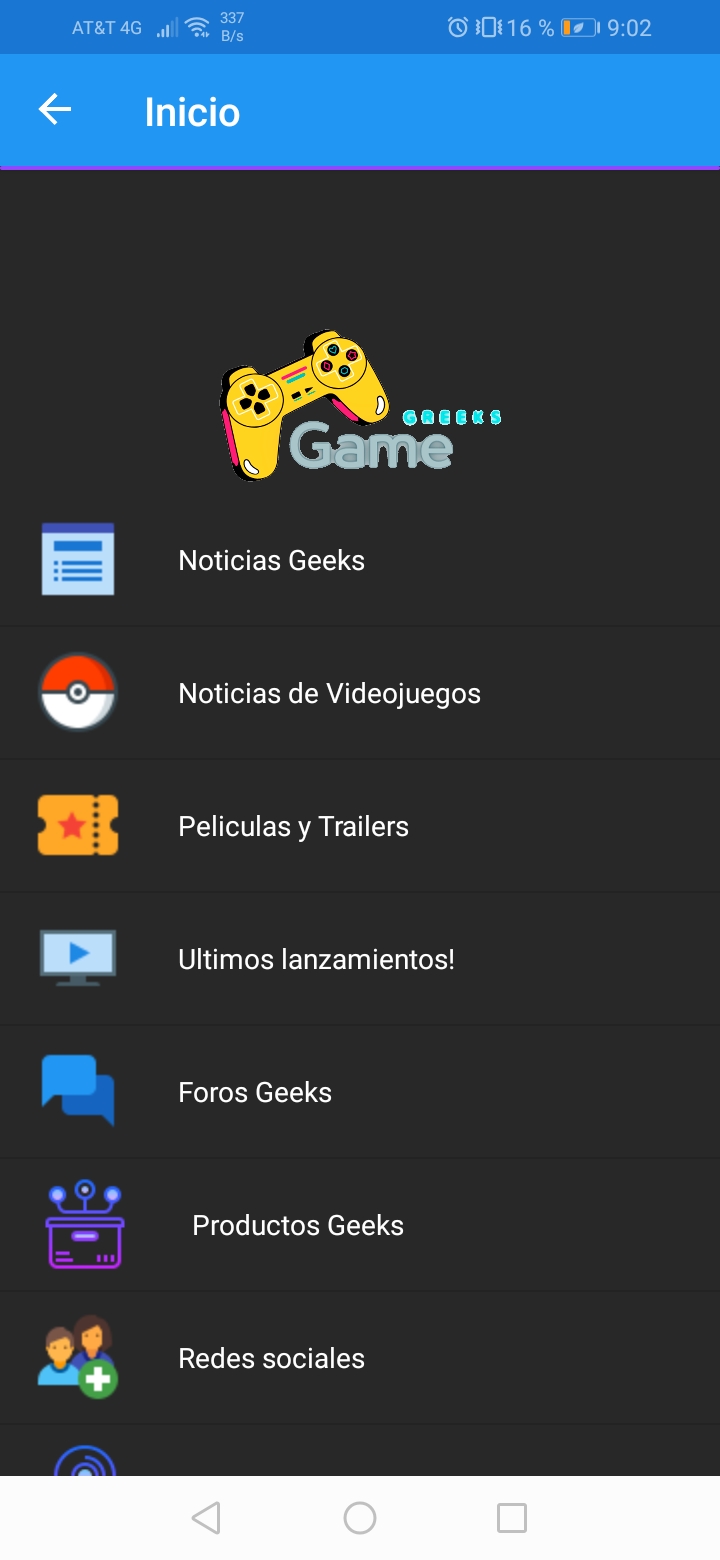 AT&T 4G 337 B/s 16 % 9:02
Inicio
GREEKS
Game
Noticias Geeks
Noticias de Videojuegos
Peliculas y Trailers
Ultimos lanzamientos!
Foros Geeks
Productos Geeks
Redes sociales